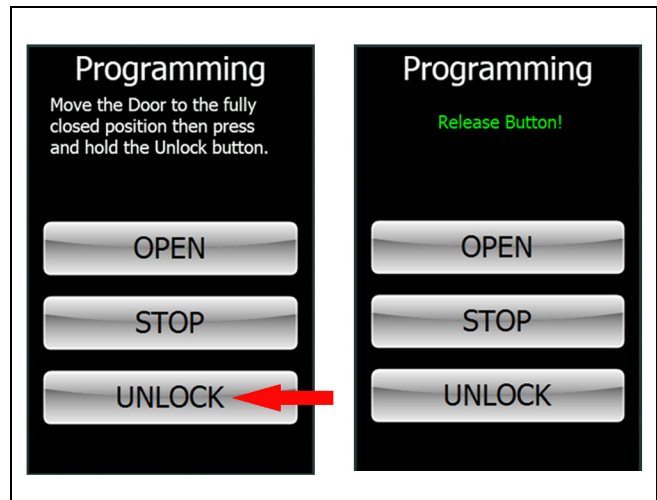 Programming
Move the Door to the fully
closed position then press
and hold the Unlock button.
OPEN
STOP
UNLOCK
Programming
Release Button!
OPEN
STOP
UNLOCK